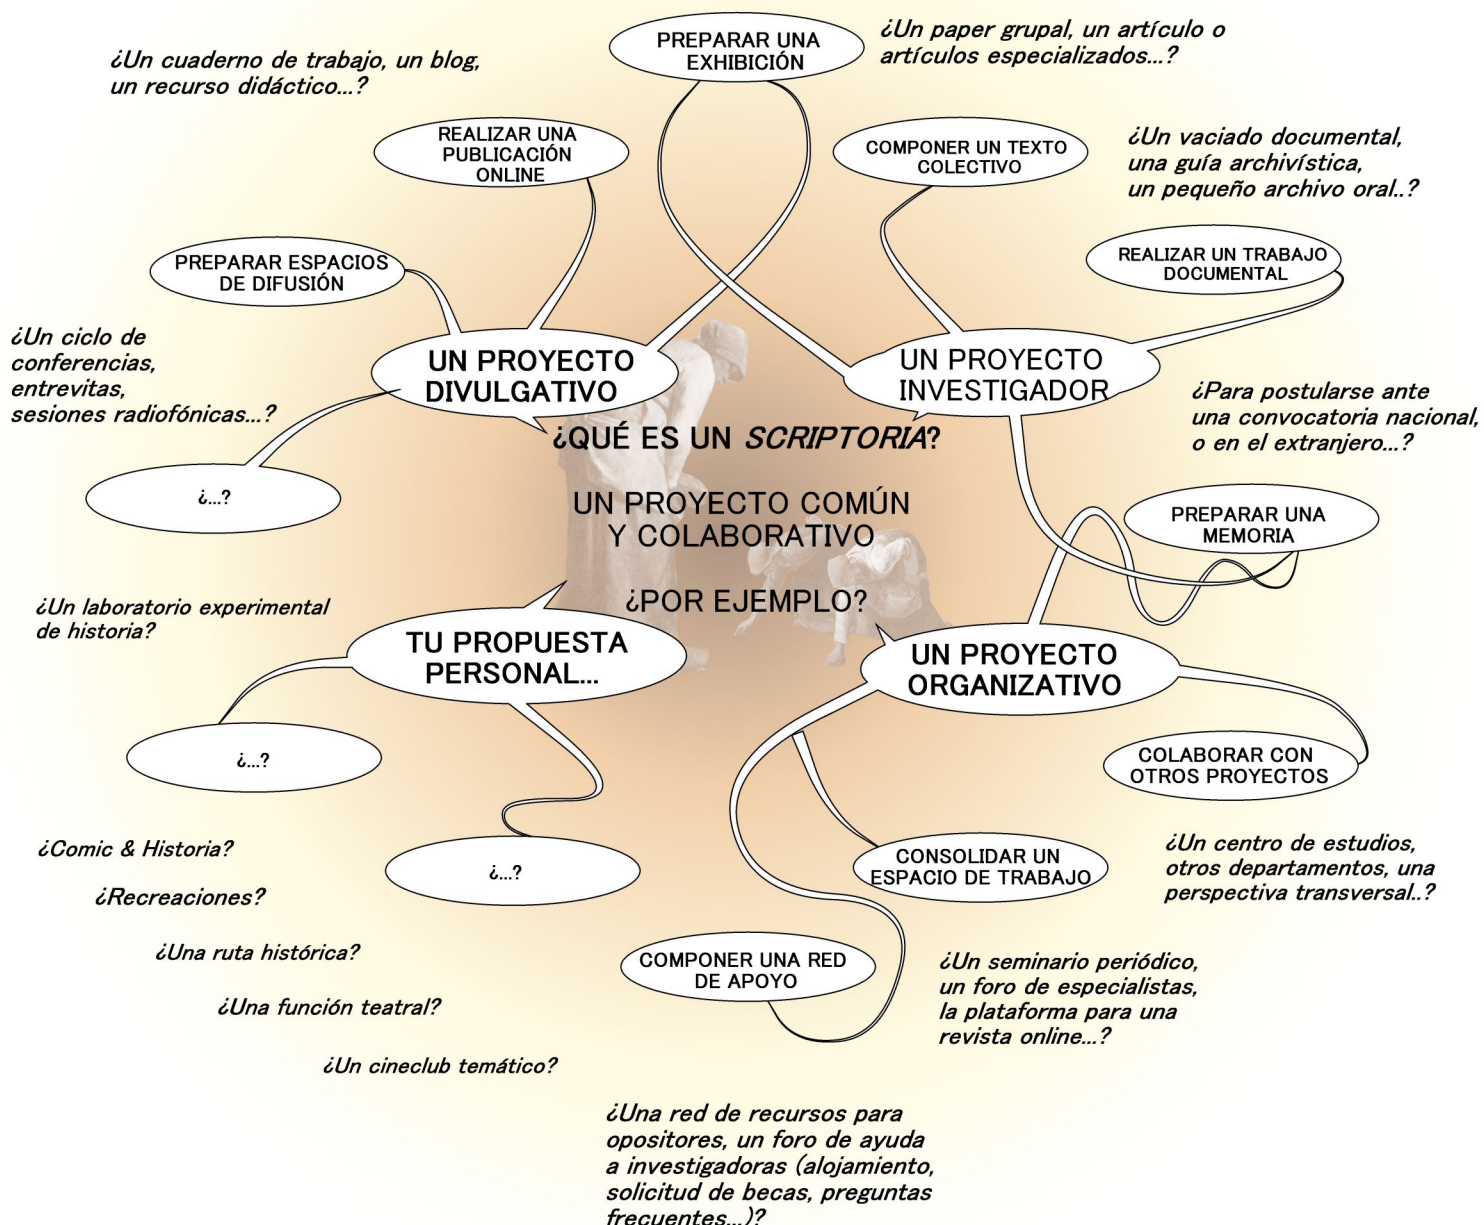 PREPARAR UNA
EXHIBICIÓN
¿Un paper grupal, un artículo o
artículos especializados...?
¿Un cuaderno de trabajo, un blog,
un recurso didáctico...?
REALIZAR UNA
PUBLICACIÓN
ONLINE
COMPONER UN TEXTO
COLECTIVO
¿Un vaciado documental,
una guía archivística,
un pequeño archivo oral..?
PREPARAR ESPACIOS
DE DIFUSIÓN
REALIZAR UN TRABAJO
DOCUMENTAL
¿Un ciclo de
conferencias,
entrevitas,
sesiones radiofónicas...?
UN PROYECTO
DIVULGATIVO
UN PROYECTO
INVESTIGADOR
¿Para postularse ante
una convocatoria nacional,
o en el extranjero...?
¿QUÉ ES UN SCRIPTORIA?
UN PROYECTO COMÚN
Y COLABORATIVO
¿POR EJEMPLO?
¿...?
PREPARAR UNA
MEMORIA
¿Un laboratorio experimental
de historia?
TU PROPUESTA
PERSONAL...
UN PROYECTO
ORGANIZATIVO
¿...?
COLABORAR CON
OTROS PROYECTOS
¿Comic & Historia?
¿...?
CONSOLIDAR UN
ESPACIO DE TRABAJO
¿Un centro de estudios,
otros departamentos, una
perspectiva transversal..?
¿Recreaciones?
¿Una ruta histórica?
COMPONER UNA RED
DE APOYO
¿Un seminario periódico,
un foro de especialistas,
la plataforma para una
revista online...?
¿Una función teatral?
¿Un cineclub temático?
¿Una red de recursos para
opositores, un foro de ayuda
a investigadoras (alojamiento,
solicitud de becas, preguntas
frecuentes...)?